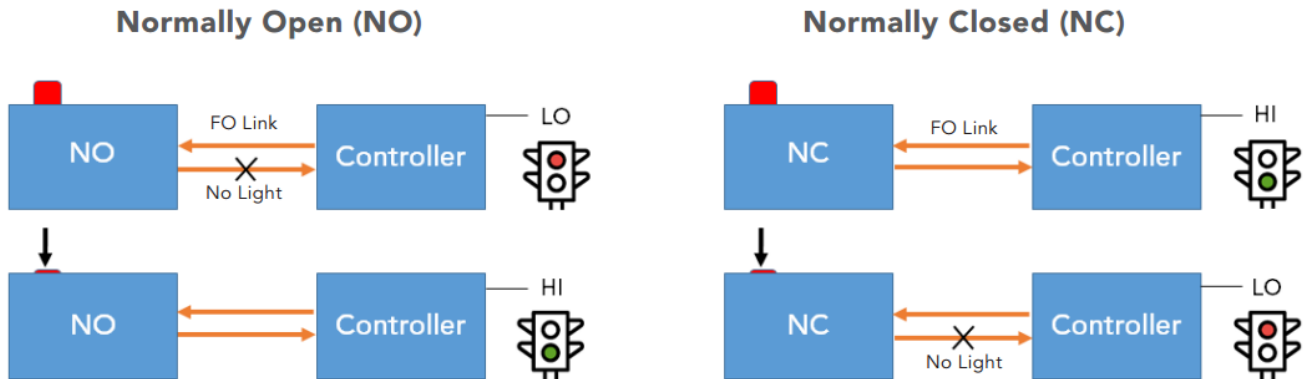 Normally Open (NO)
NO
FO Link
No Light
Controller
LO
NO
Controller
HI
Normally Closed (NC)
NC
FO Link
Controller
HI
NC
No Light
Controller
LO